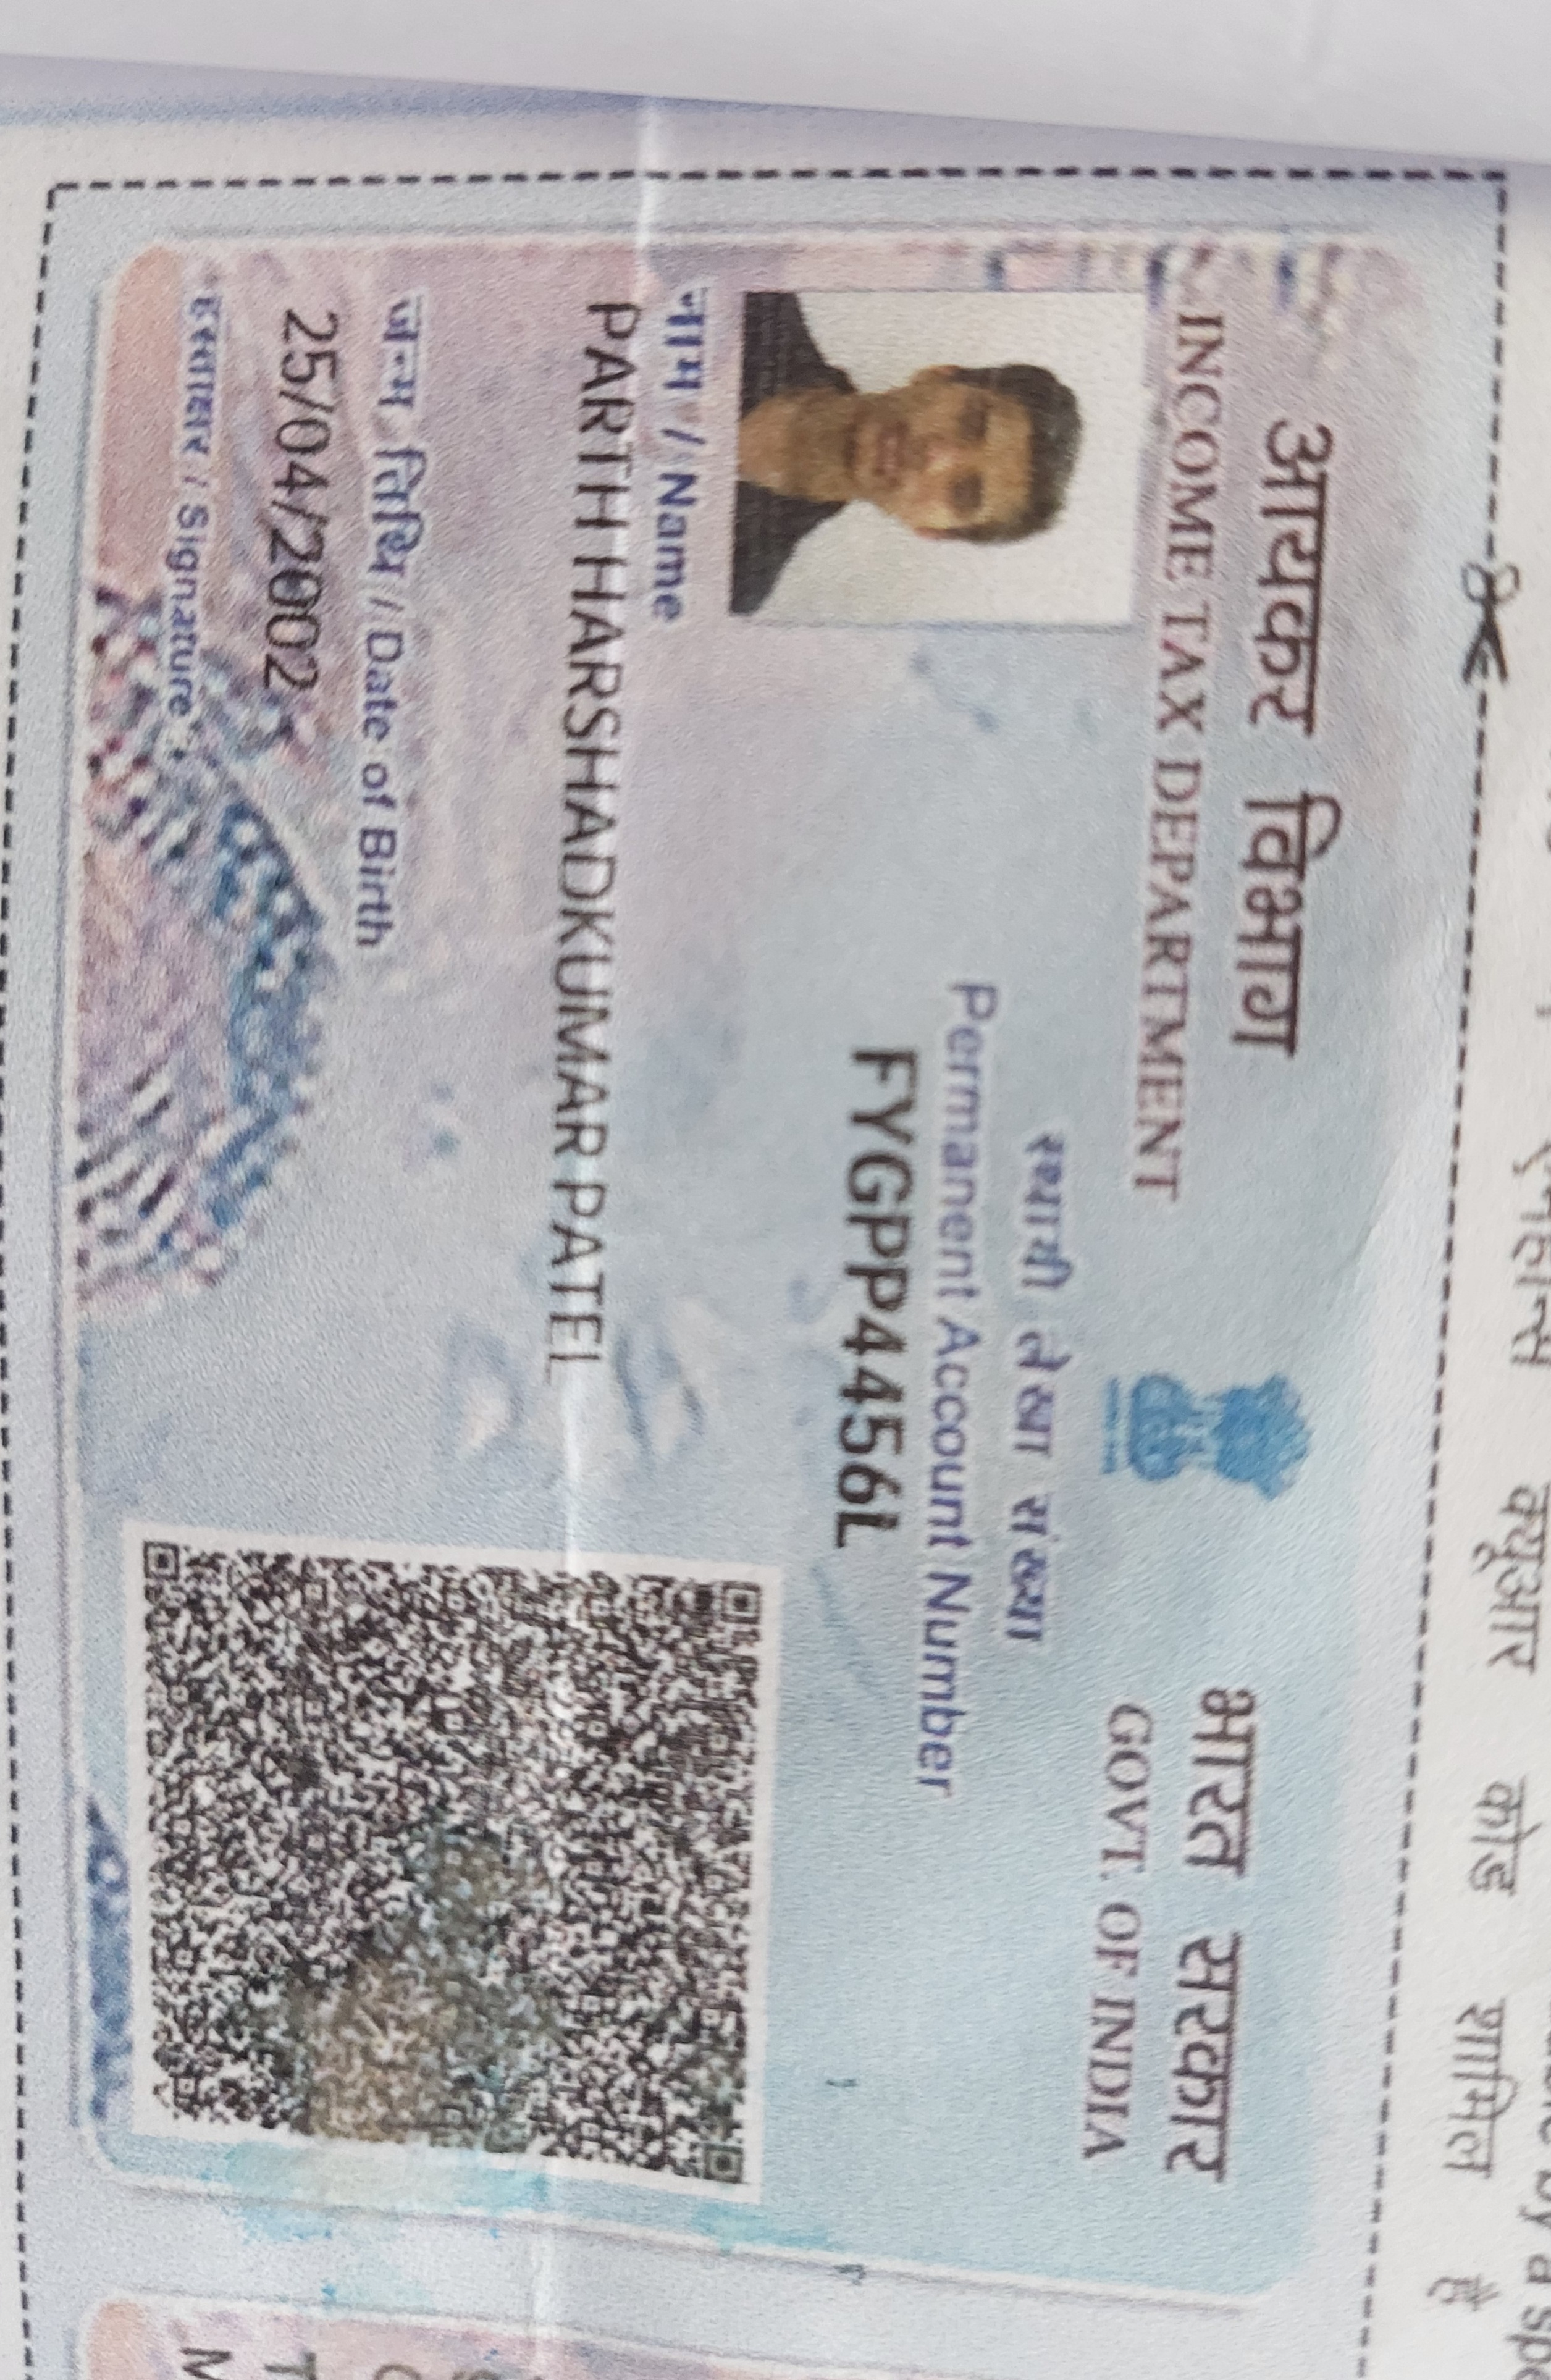 आयकर विभाग
INCOME TAX DEPARTMENT
भारत सरकार
GOVT. OF INDIA
स्थायी लेखा संख्या
Permanent Account Number
FYGPP4456L
नाम / Name
PARTH HARSHADKUMAR PATEL
जन्म तिथि / Date of Birth
25/04/2002
हस्ताक्षर / Signature
क्यूआर कोड शामिल है
by a